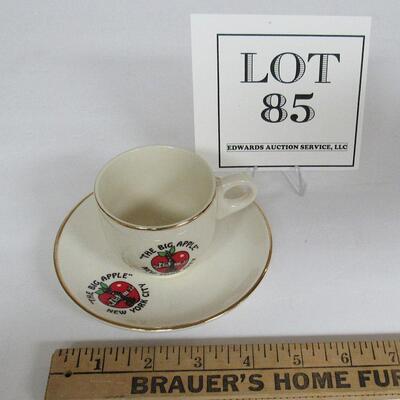 LOT
85
EDWARDS AUCTION SERVICE, LLC
"THE BIG APPLE"
"THE BIG APPLE"
NEW YORK CITY
1 2 3 4 5 6 7
BRAUER'S HOME FUR